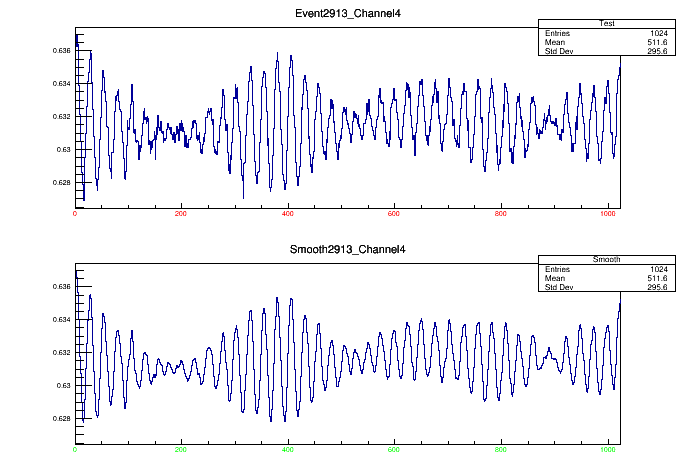 Event2913_Channel4
Test
Entries 1024
Mean 511.6
Std Dev 295.6
0.636
0.634
0.632
0.63
0.628
0 200 400 600 800 1000
Smooth2913_Channel4
Smooth
Entries 1024
Mean 511.6
Std Dev 295.6
0.636
0.634
0.632
0.63
0.628
0 200 400 600 800 1000